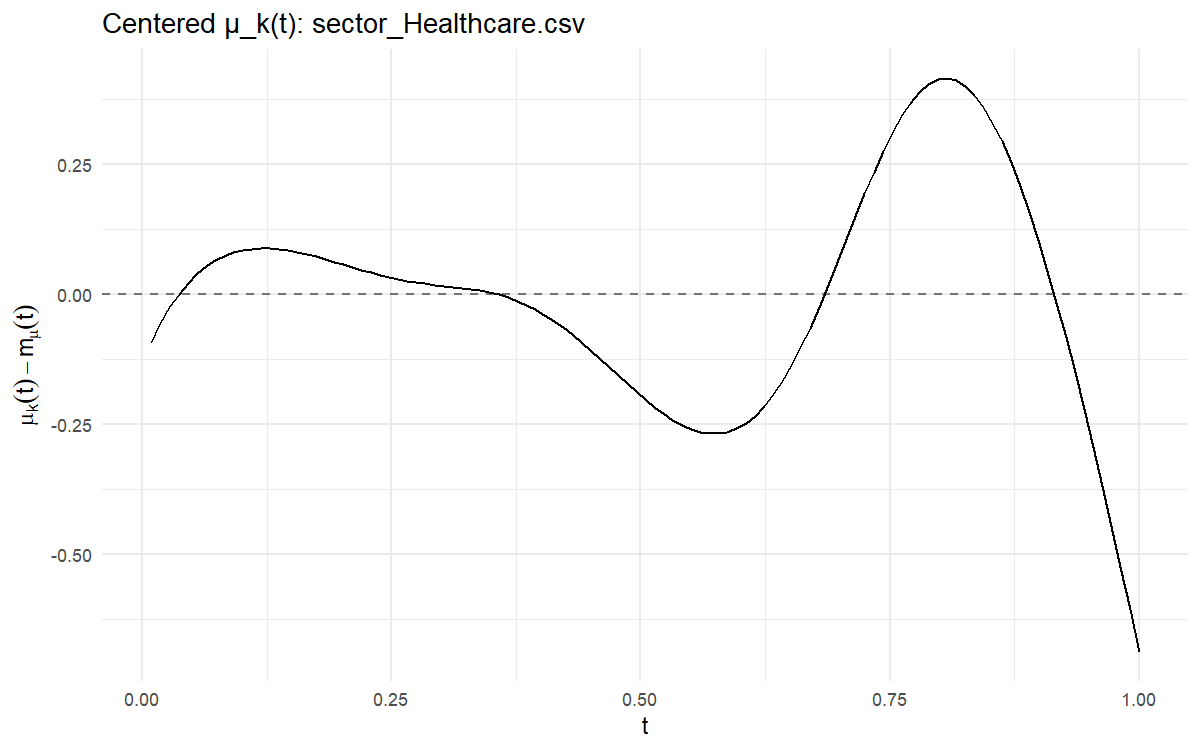 Centered µ_k(t): sector_Healthcare.csv
μk(t) − mμ(t)
0.25
0.00
-0.25
-0.50
0.00 0.25 0.50 0.75 1.00
t